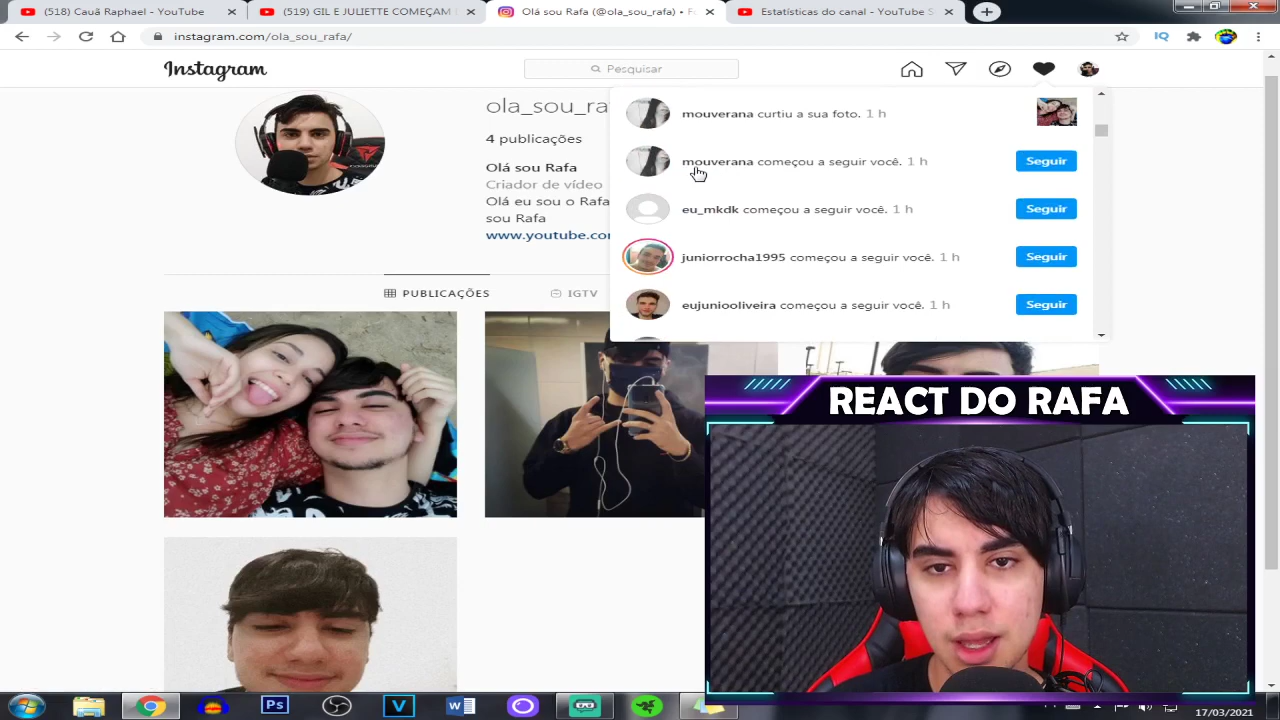 (518) Cauã Raphael - YouTube
(519) GIL E JULIETTE COMEÇAM
Olá sou Rafa (@ola_sou_rafa) •
Estatísticas do canal - YouTube S
instagram.com/ola_sou_rafa/
IQ
Instagram
Pesquisar
ola_sou_ra
4 publicações
Olá sou Rafa
Criador de vídeo
Olá eu sou o Rafa
sou Rafa
www.youtube.co
mouverana curtiu a sua foto. 1 h
mouverana começou a seguir você. 1 h
Seguir
eu_mkdk começou a seguir você. 1 h
Seguir
juniorrocha1995 começou a seguir você. 1 h
Seguir
eujuniooliveira começou a seguir você. 1 h
Seguir
PUBLICAÇÕES
IGTV
REACT DO RAFA
Ps
V
W
17/03/2021